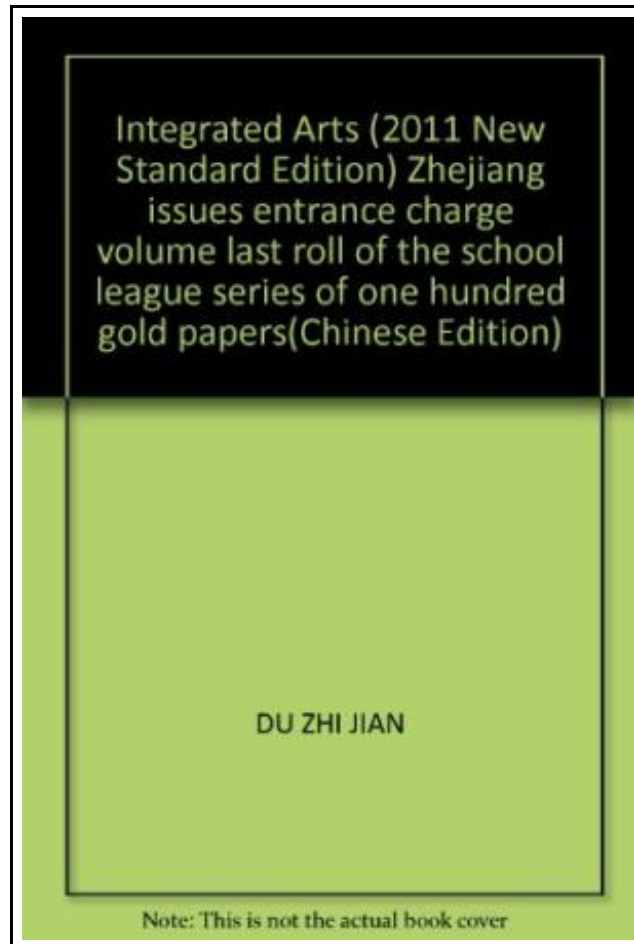 Integrated Arts (2011 New
Standard Edition) Zhejiang
issues entrance charge
volume last roll of the school
league series of one hundred
gold papers(Chinese Edition)
DU ZHI JIAN
Note: This is not the actual book cover